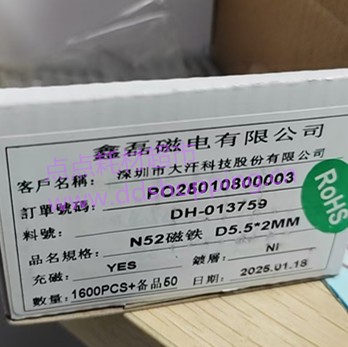 鑫磊磁电有限公司
客戶名稱： 深圳市大汗科技股份有限公司
訂單號碼： PO25010800003
料號： DH-013759
品名規格： N52磁铁 D5.5*2MM
充磁： YES 鍍層： NI
數量： 1600PCS+备品50 日期： 2025.01.18
RoHS